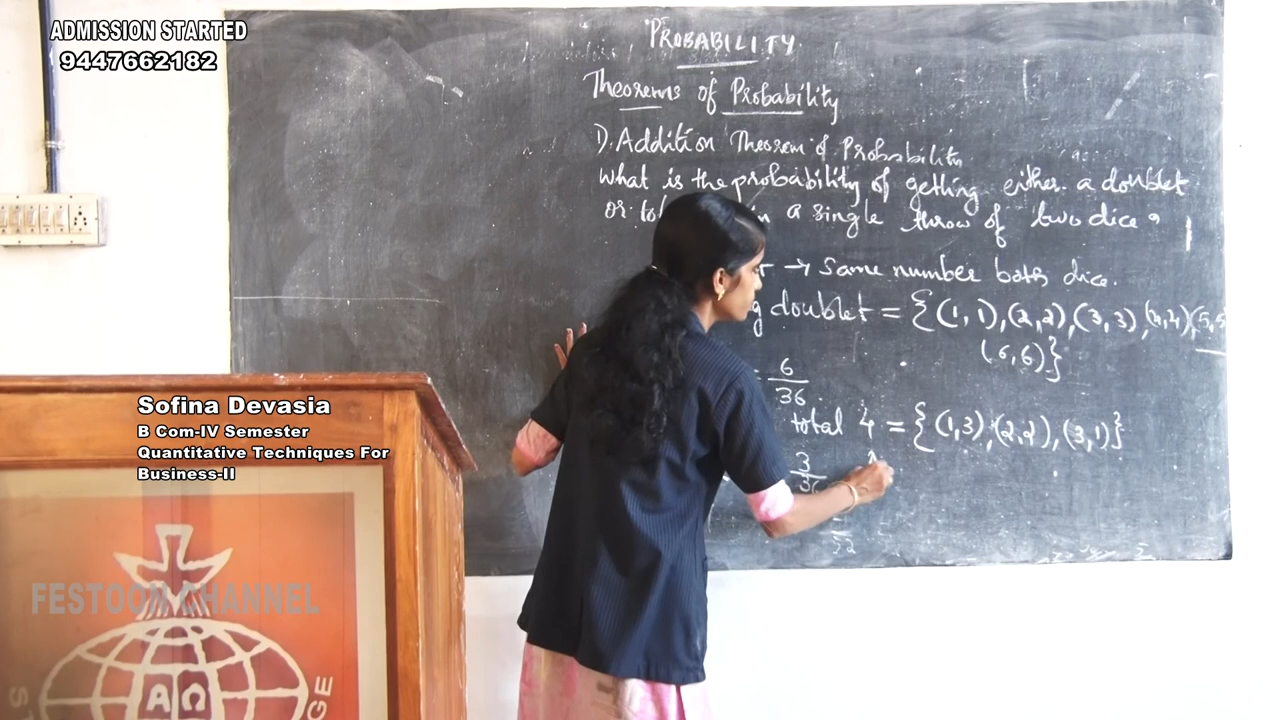 ADMISSION STARTED
9447662182
PROBABILITY
Theorems of Probability
1). Addition Theorem of Probability
What is the probability of getting either a doublet
or in a single throw of two dice ?
→ Same number both dice.
doublet = {(1,1),(2,2),(3,3),(4,4),(5,5
(6,6)}
6
36
total 4 = {(1,3),(2,2),(3,1)}
3
36
Sofina Devasia
B Com-IV Semester
Quantitative Techniques For
Business-II
FESTOON CHANNEL
ΑΩ